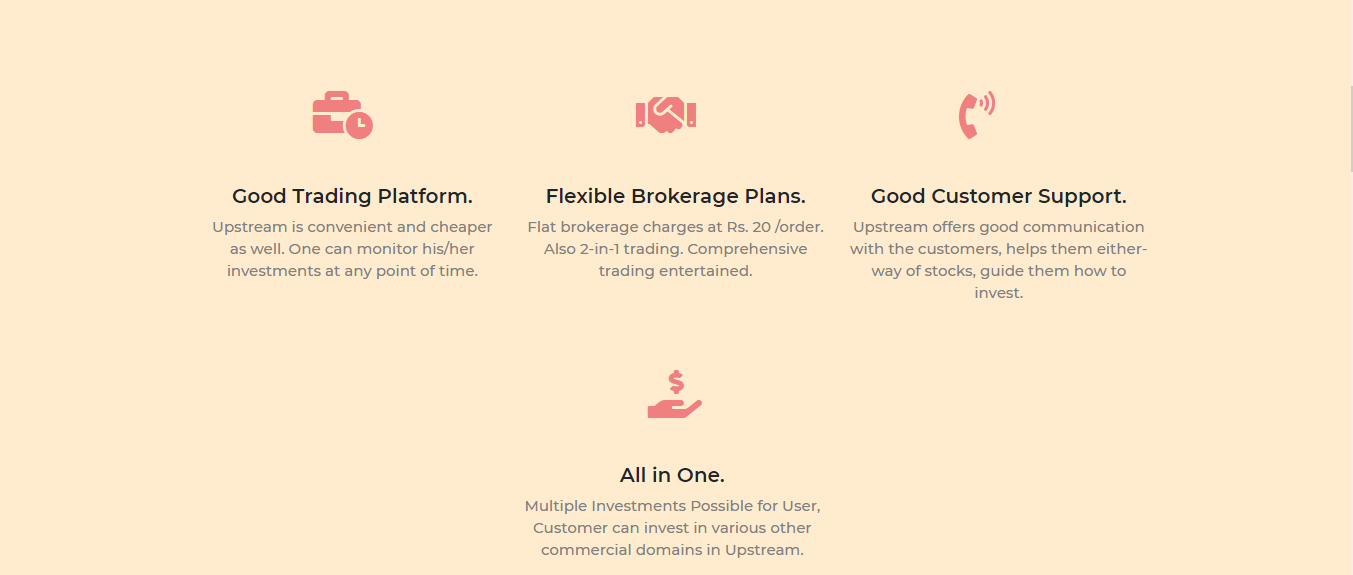 Good Trading Platform.
Upstream is convenient and cheaper
as well. One can monitor his/her
investments at any point of time.
Flexible Brokerage Plans.
Flat brokerage charges at Rs. 20 /order.
Also 2-in-1 trading. Comprehensive
trading entertained.
Good Customer Support.
Upstream offers good communication
with the customers, helps them either-
way of stocks, guide them how to
invest.
$
All in One.
Multiple Investments Possible for User,
Customer can invest in various other
commercial domains in Upstream.